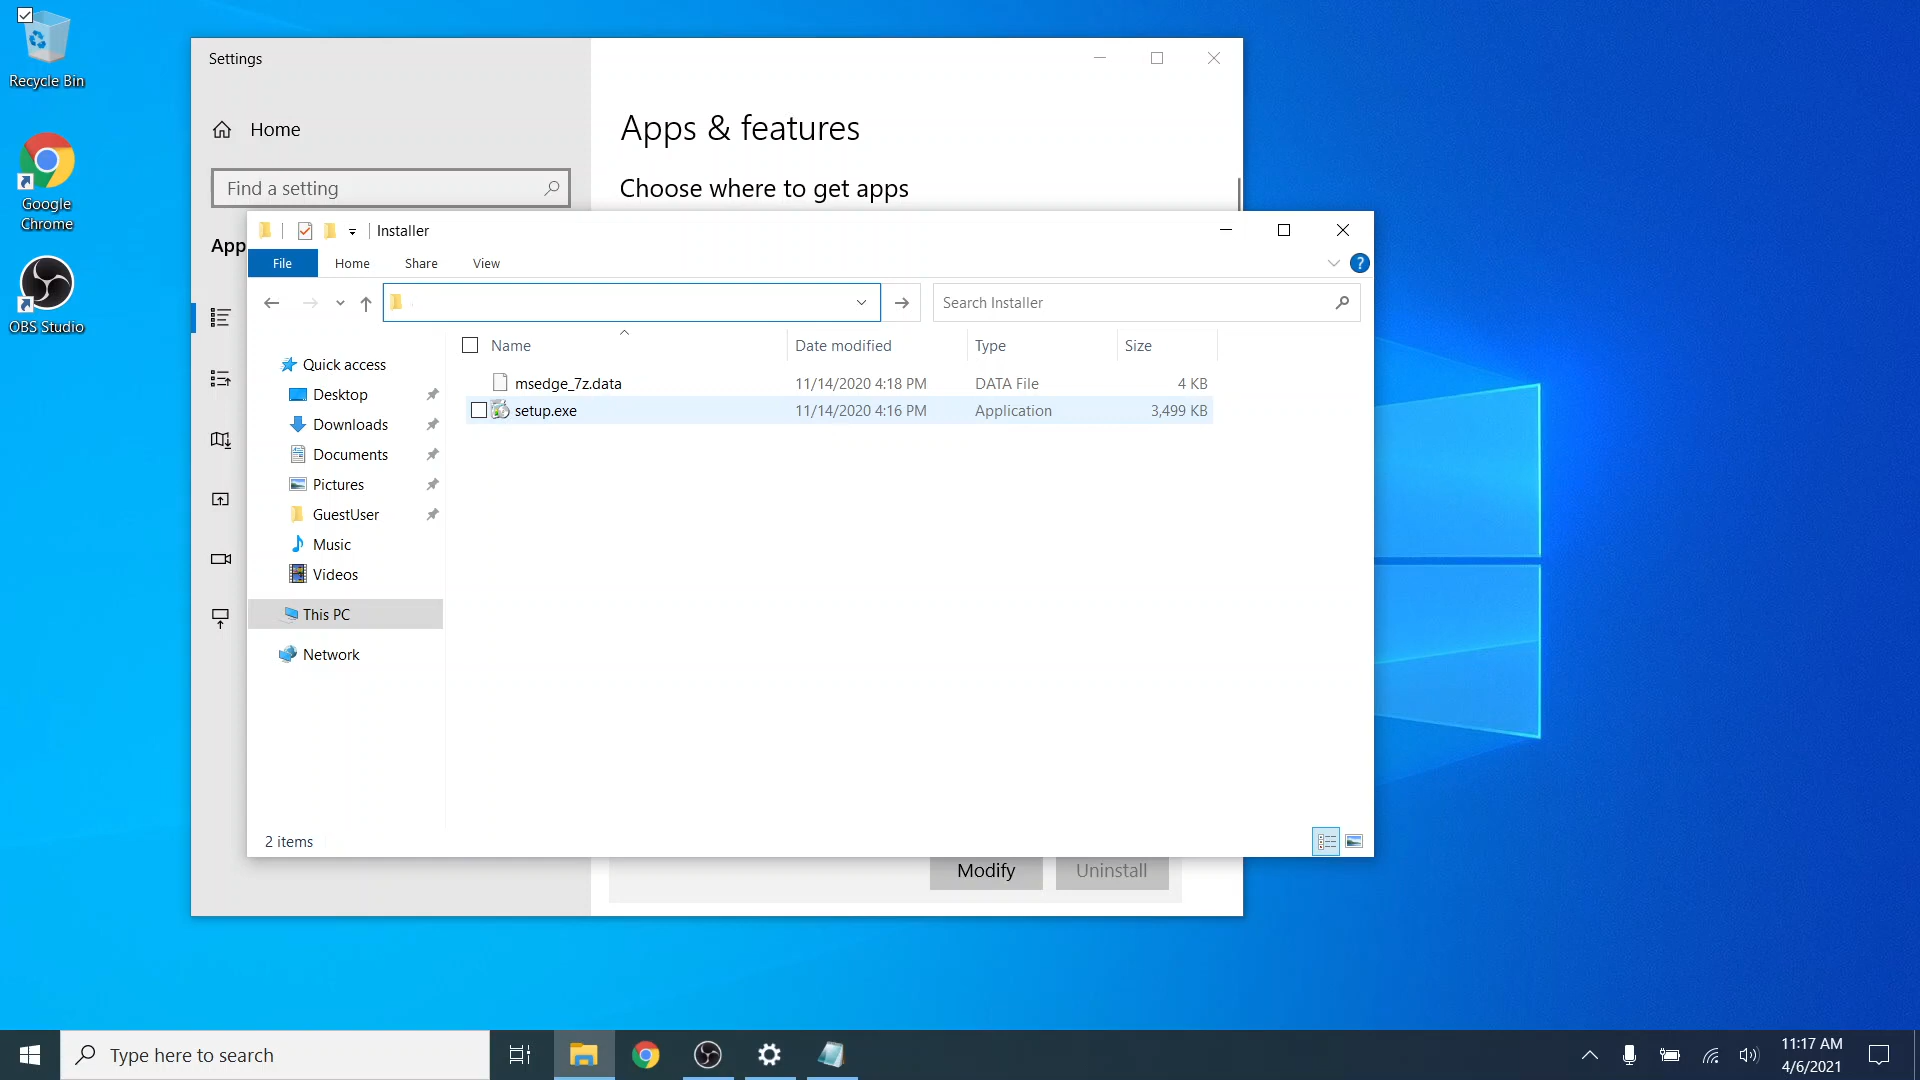 Recycle Bin
Google
Chrome
OBS Studio
Settings
Home
Find a setting
App
Apps & features
Choose where to get apps
Installer
File
Home
Share
View
?
Search Installer
Name
Date modified
Type
Size
msedge_7z.data
11/14/2020 4:18 PM
DATA File
4 KB
setup.exe
11/14/2020 4:16 PM
Application
3,499 KB
Quick access
Desktop
Downloads
Documents
Pictures
GuestUser
Music
Videos
This PC
Network
2 items
Modify
Uninstall
Type here to search
11:17 AM
4/6/2021